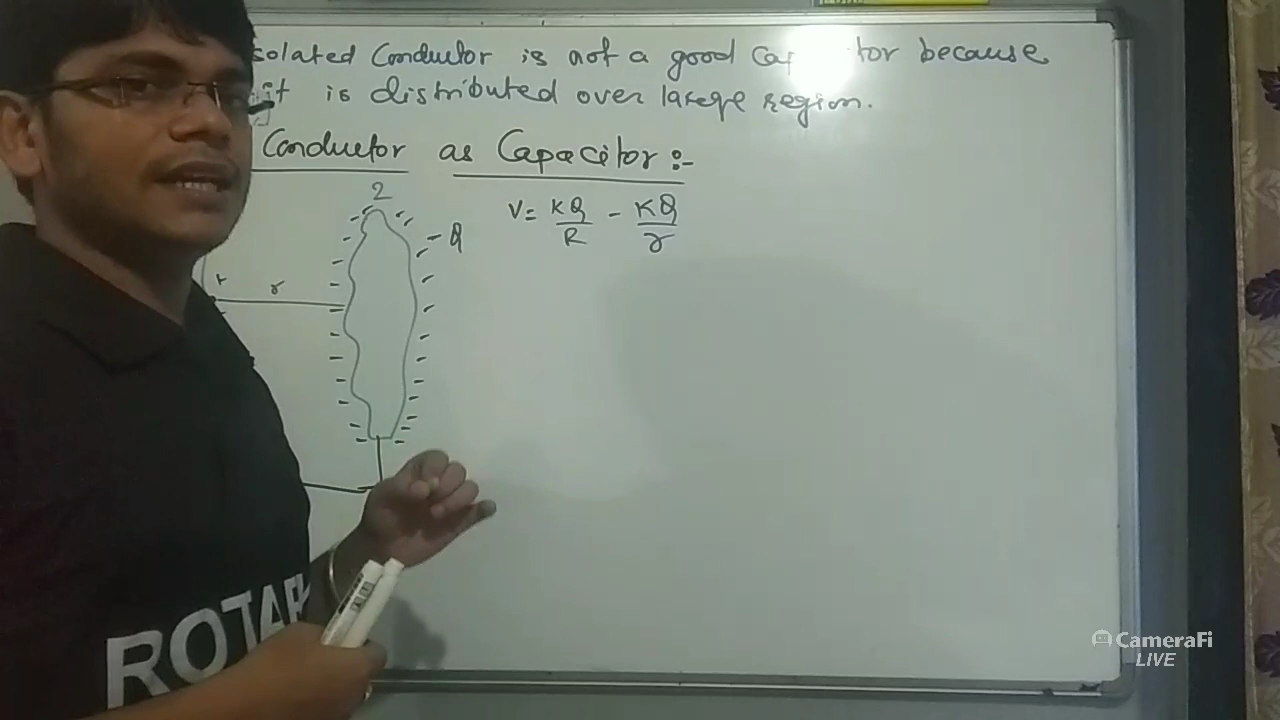 solated Conductor is not a good Cap tor because
it is distributed over large region.
Conductor as Capacitor :-
2
V = KQ/R - KQ/r
- Q
r
ROTA
CameraFi
LIVE